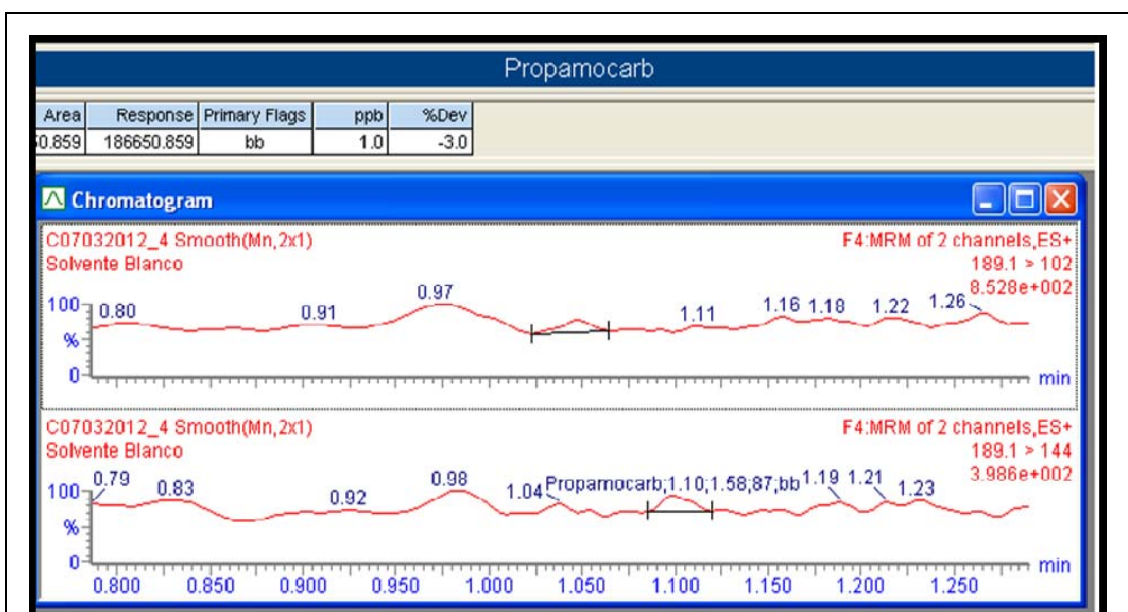 Propamocarb
Area Response Primary Flags ppb %Dev
0.859 186650.859 bb 1.0 -3.0
Chromatogram
C07032012_4 Smooth(Mn,2x1) F4:MRM of 2 channels,ES+
Solvente Blanco 189.1 > 102
8.528e+002
100 0.80 0.91 0.97 1.11 1.16 1.18 1.22 1.26
%
0 min
C07032012_4 Smooth(Mn,2x1) F4:MRM of 2 channels,ES+
Solvente Blanco 189.1 > 144
3.986e+002
100 0.79 0.83 0.92 0.98 1.04 Propamocarb;1.10;1.58;87;bb 1.19 1.21 1.23
%
0 min
0.800 0.850 0.900 0.950 1.000 1.050 1.100 1.150 1.200 1.250